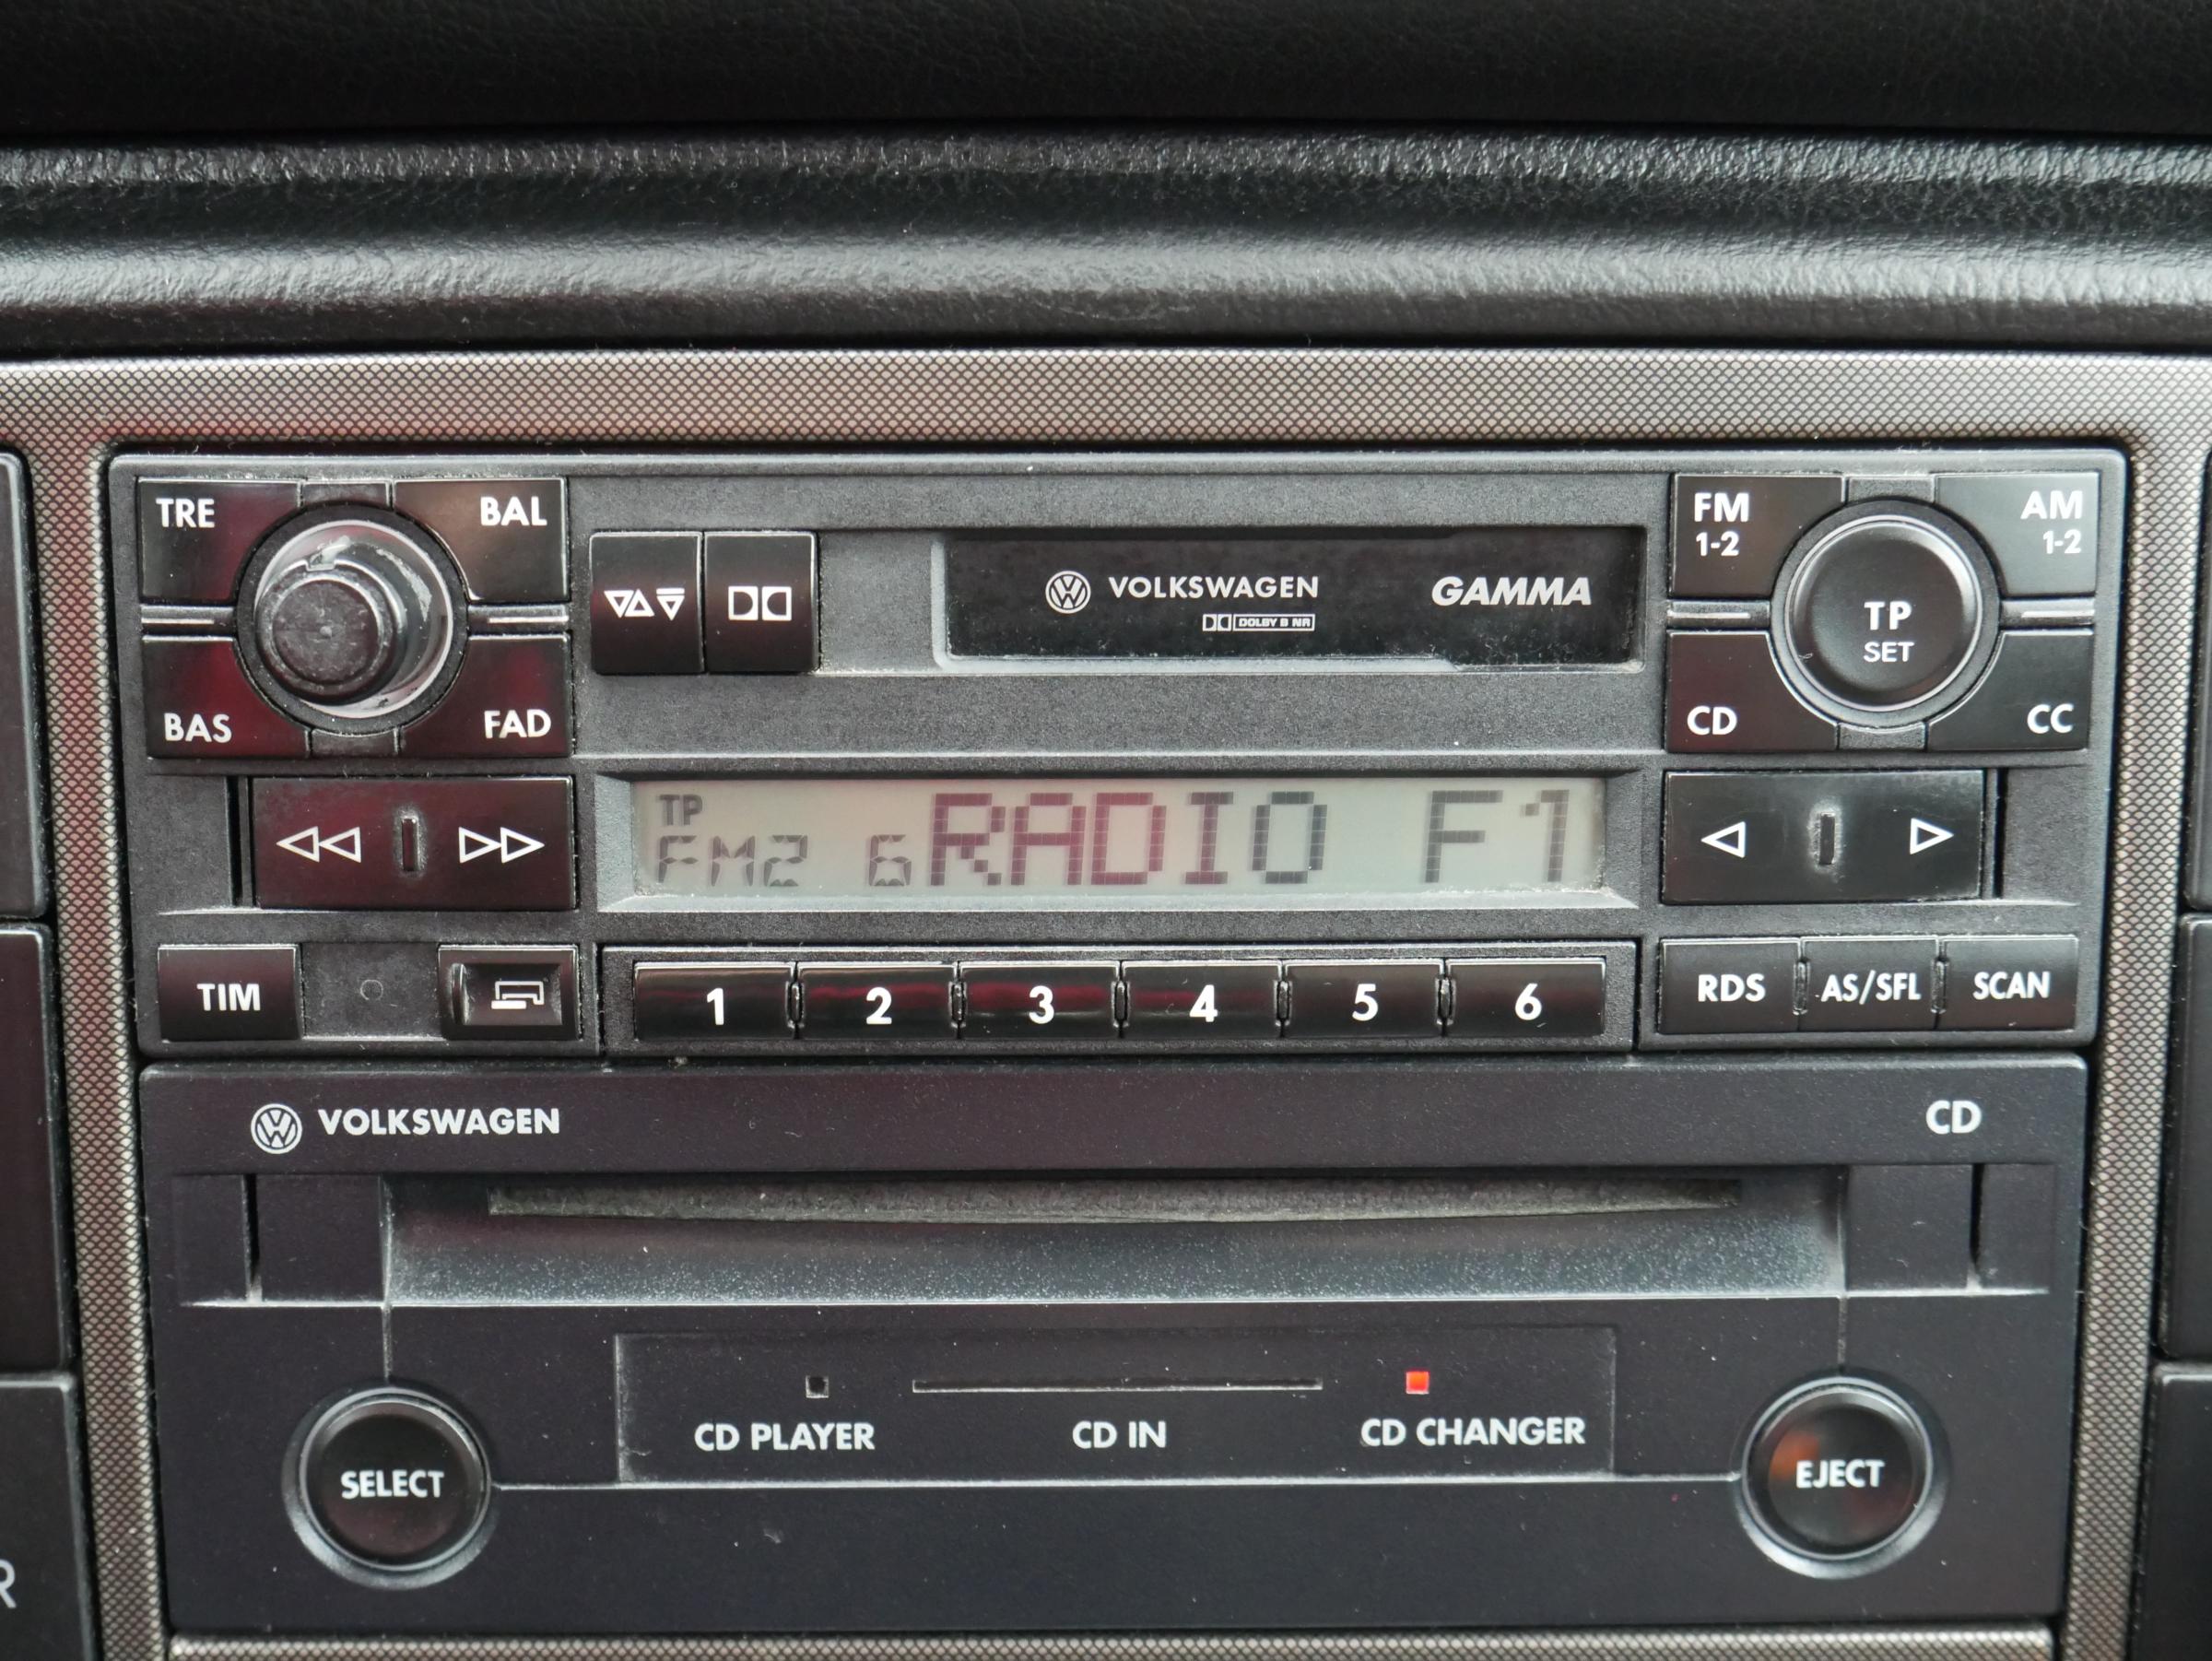 TRE BAL
FM 1-2
AM 1-2
VOLKSWAGEN GAMMA
DOLBY B NR
TP SET
BAS FAD
CD CC
TP
FM2 6 RADIO F1
TIM 1 2 3 4 5 6 RDS AS/SFL SCAN
VOLKSWAGEN CD
CD PLAYER CD IN CD CHANGER
SELECT EJECT
R